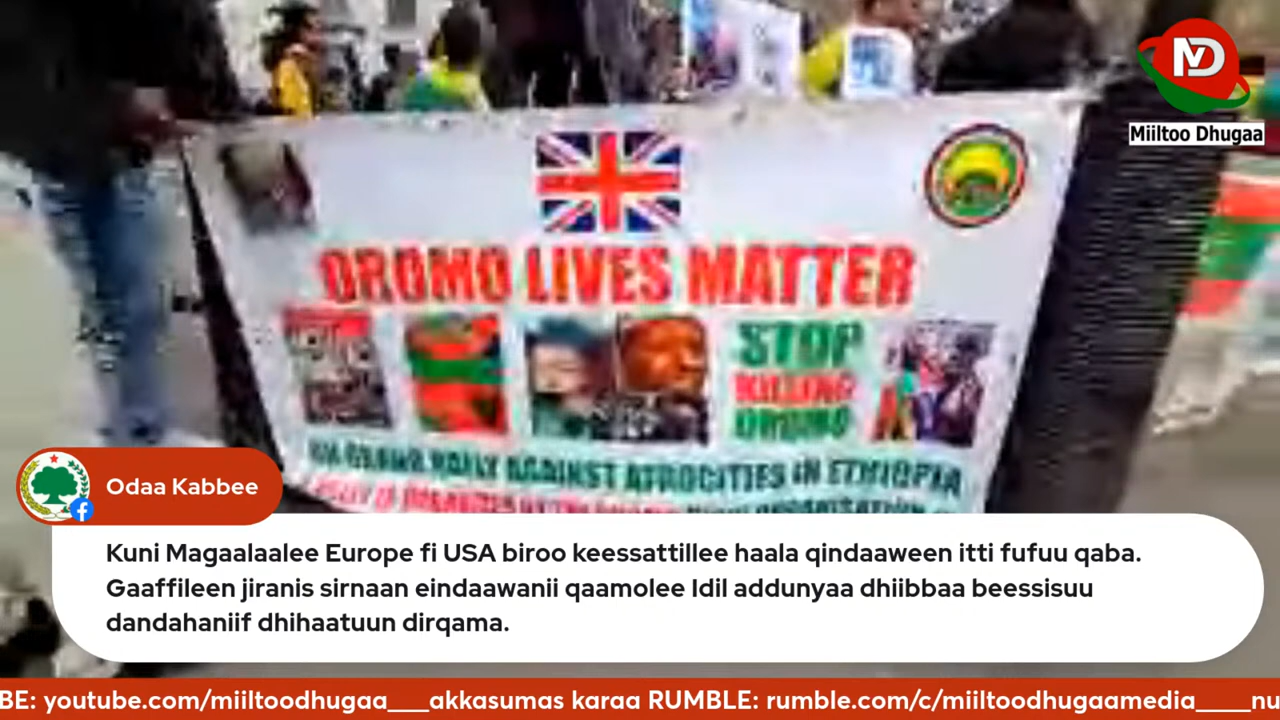 MD
Miiltoo Dhugaa
OROMO LIVES MATTER
STOP
KILLING
OROMO
RALLY AGAINST ATROCITIES IN ETHIOPIA
Odaa Kabbee
Kuni Magaalaalee Europe fi USA biroo keessattillee haala qindaaween itti fufuu qaba.
Gaaffileen jiranis sirnaan eindaawanii qaamolee Idil addunyaa dhiibbaa beessisuu
dandahaniif dhihaatuun dirqama.
BE: youtube.com/miiltoodhugaa___akkasumas karaa RUMBLE: rumble.com/c/miiltoodhugaamedia____nu